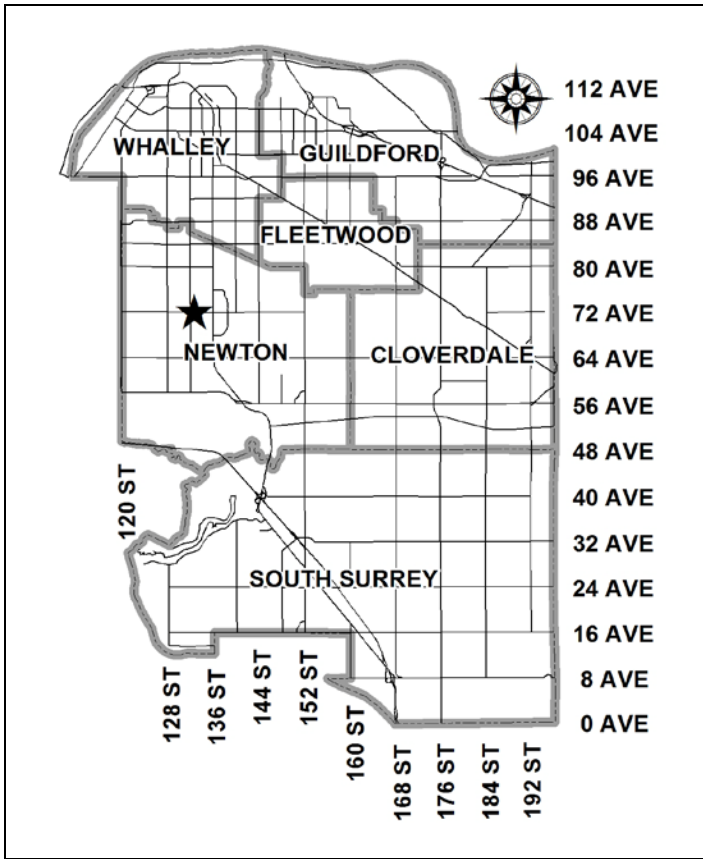 112 AVE
104 AVE
WHALLEY
GUILDFORD
96 AVE
88 AVE
FLEETWOOD
80 AVE
72 AVE
NEWTON
CLOVERDALE
64 AVE
56 AVE
48 AVE
120 ST
40 AVE
32 AVE
SOUTH SURREY
24 AVE
16 AVE
128 ST
136 ST
144 ST
152 ST
160 ST
8 AVE
0 AVE
168 ST
176 ST
184 ST
192 ST